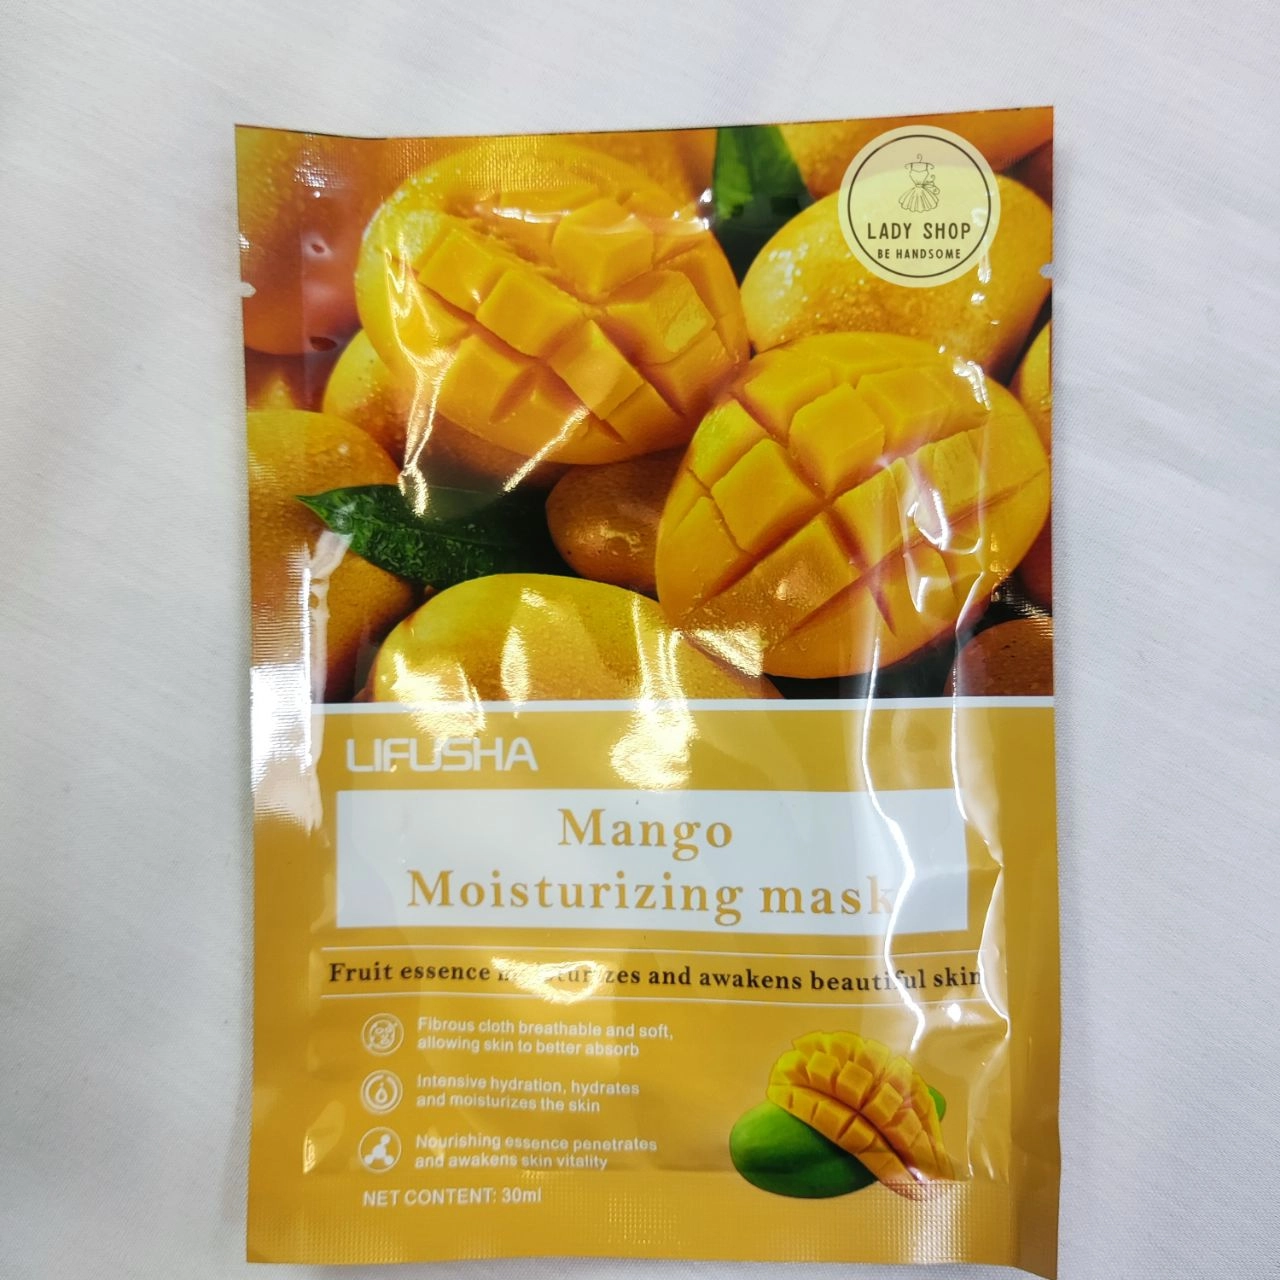 LADY SHOP
BE HANDSOME
LIFUSHA
Mango
Moisturizing mask
Fruit essence moisturizes and awakens beautiful skin
Fibrous cloth breathable and soft,
allowing skin to better absorb
Intensive hydration, hydrates
and moisturizes the skin
Nourishing essence penetrates
and awakens skin vitality
NET CONTENT: 30ml